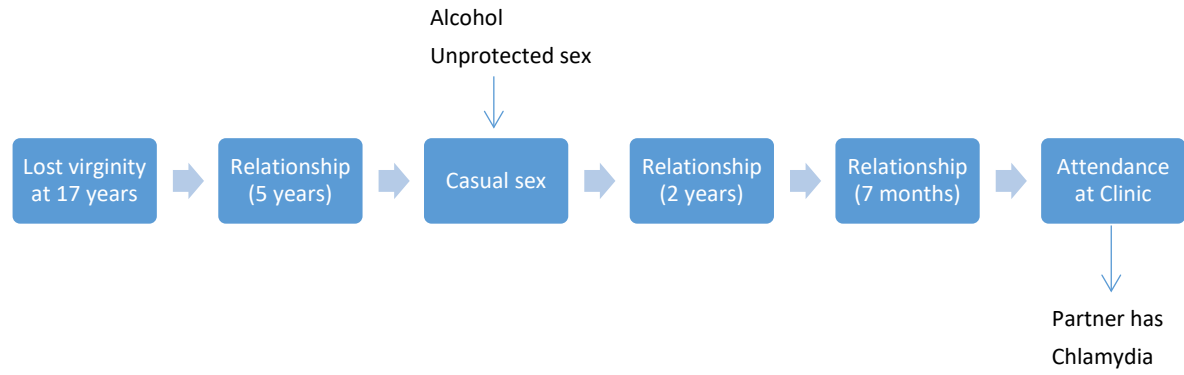 Alcohol
Unprotected sex
Lost virginity
at 17 years
Relationship
(5 years)
Casual sex
Relationship
(2 years)
Relationship
(7 months)
Attendance
at Clinic
Partner has
Chlamydia